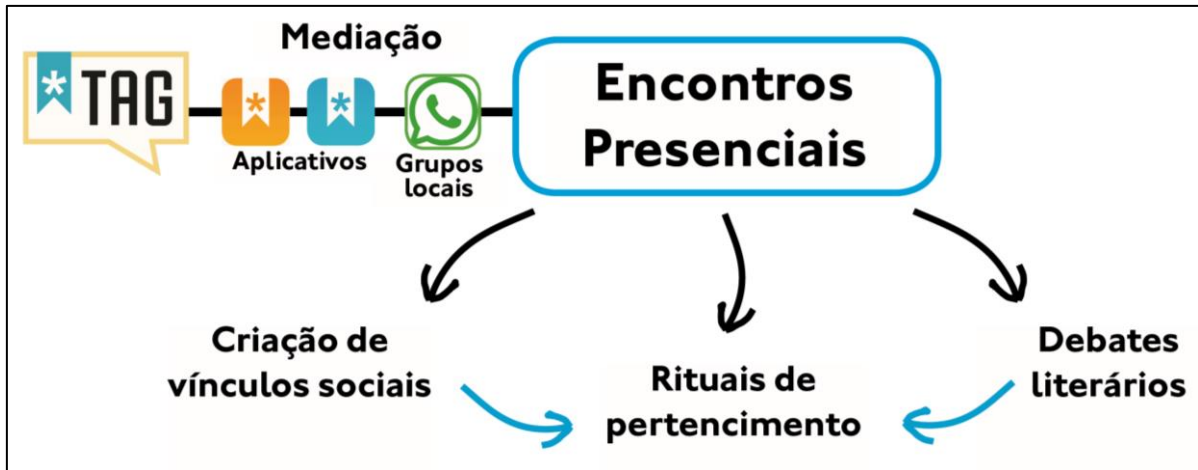 Mediação
* TAG
*
*
Aplicativos
Grupos
locais
Encontros
Presenciais
Criação de
vínculos sociais
Rituais de
pertencimento
Debates
literários